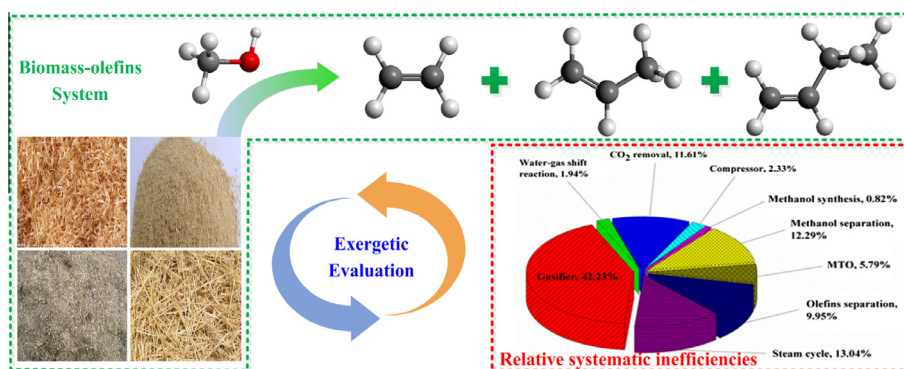 Biomass-olefins
System
Exergetic
Evaluation
Water-gas shift
reaction, 1.94%
CO₂ removal, 11.61%
Compressor, 2.33%
Methanol synthesis, 0.82%
Methanol separation,
12.29%
MTO, 5.79%
Olefins separation,
9.95%
Steam cycle, 13.04%
Gasifier, 42.23%
Relative systematic inefficiencies